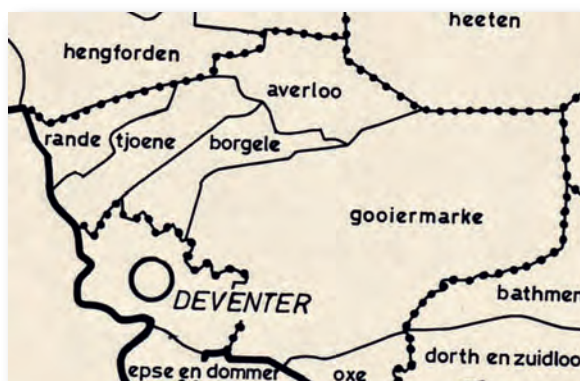 heeten
hengforden
averloo
rande tjoene borgele
gooiermarke
DEVENTER
bathmen
epse en dommer
oxe
dorth en zuidloo